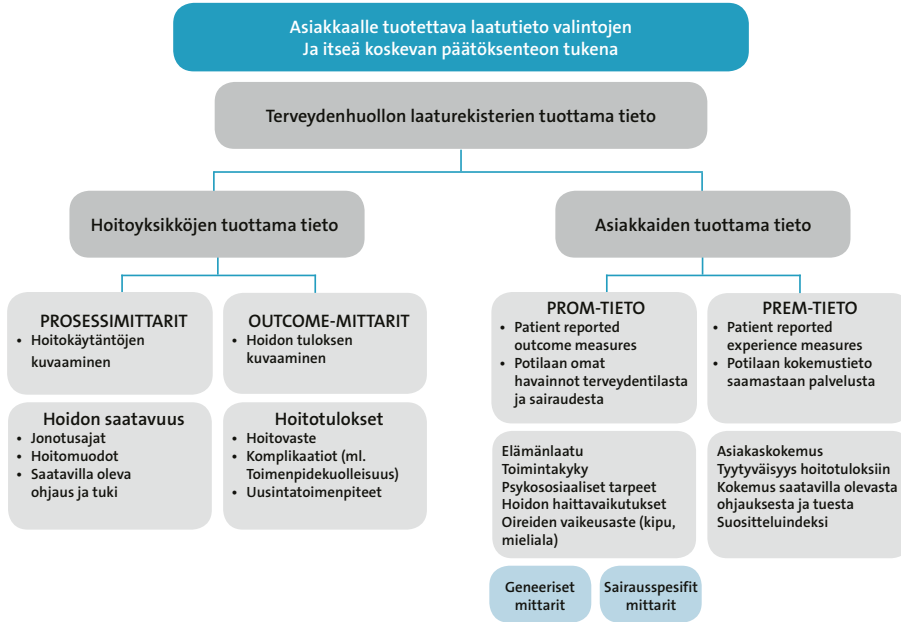 Asiakkaalle tuotettava laatutieto valintojen
Ja itseä koskevan päätöksenteon tukena
Terveydenhuollon laaturekisterien tuottama tieto
Hoitoyksikköjen tuottama tieto
Asiakkaiden tuottama tieto
PROSESSIMITTARIT
• Hoitokäytäntöjen
kuvaaminen
OUTCOME-MITTARIT
• Hoidon tuloksen
kuvaaminen
PROM-TIETO
• Patient reported
outcome measures
• Potilaan omat
havainnot terveydentilasta
ja sairaudesta
PREM-TIETO
• Patient reported
experience measures
• Potilaan kokemustieto
saamastaan palvelusta
Hoidon saatavuus
• Jonotusajat
• Hoitomuodot
• Saatavilla oleva
ohjaus ja tuki
Hoitotulokset
• Hoitovaste
• Komplikaatiot (ml.
Toimenpidekuolleisuus)
• Uusintatoimenpiteet
Elämänlaatu
Toimintakyky
Psykososiaaliset tarpeet
Hoidon haittavaikutukset
Oireiden vaikeusaste (kipu,
mieliala)
Asiakaskokemus
Tyytyväisyys hoitotuloksiin
Kokemus saatavilla olevasta
ohjauksesta ja tuesta
Suositteluindeksi
Geneeriset
mittarit
Sairausspesifit
mittarit